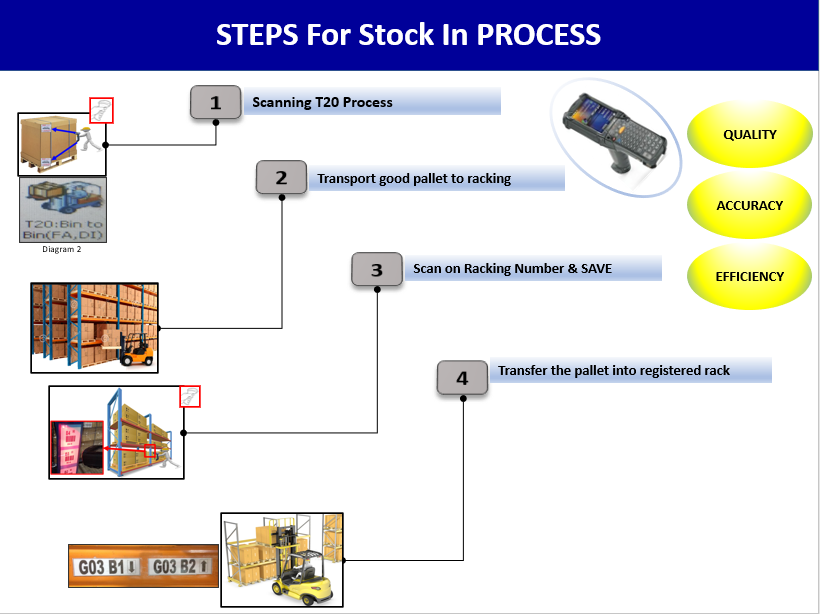 STEPS For Stock In PROCESS
1
Scanning T20 Process
2
Transport good pallet to racking
3
Scan on Racking Number & SAVE
4
Transfer the pallet into registered rack
QUALITY
ACCURACY
EFFICIENCY
T20:Bin to
Bin(FA,DI)
Diagram 2
G03 B1↓ G03 B2↑